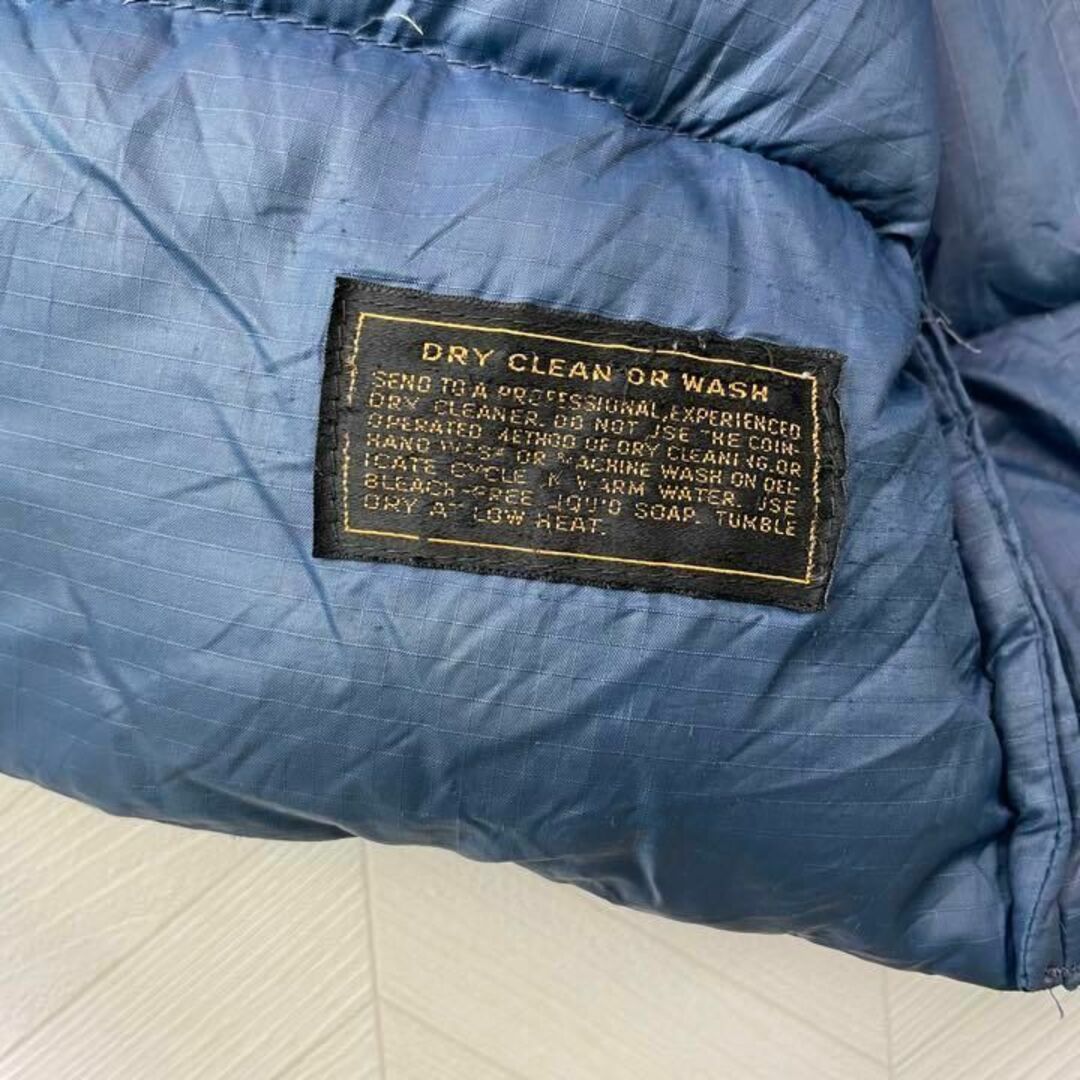 DRY CLEAN OR WASH
SEND TO A PROFESSIONAL, EXPERIENCED
DRY CLEANER. DO NOT USE THE COIN-
OPERATED METHOD OF DRY CLEANING, OR
HAND WASH OR MACHINE WASH ON DEL-
ICATE CYCLE IN WARM WATER. USE
BLEACH-FREE LIQUID SOAP. TUMBLE
DRY AT LOW HEAT.